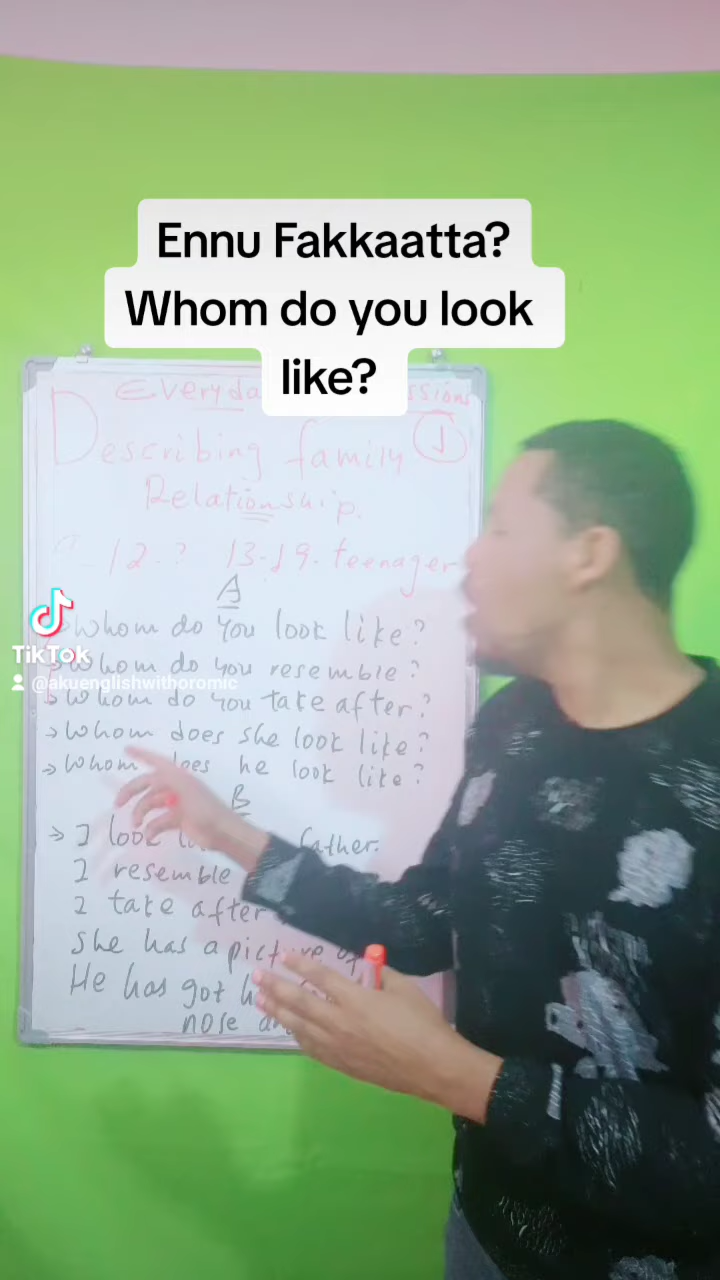 Ennu Fakkaatta?
Whom do you look
like?
Describing family
Relationship.
12-? 13-19-teenager
A
Whom do you look like?
TikTok
Whom do you resemble?
@akuenglishwithoromic
Whom do you take after?
Whom does she look like?
Whom does he look like?
B
I look father.
I resemble
I take after
She has a picture of
He has got
nose